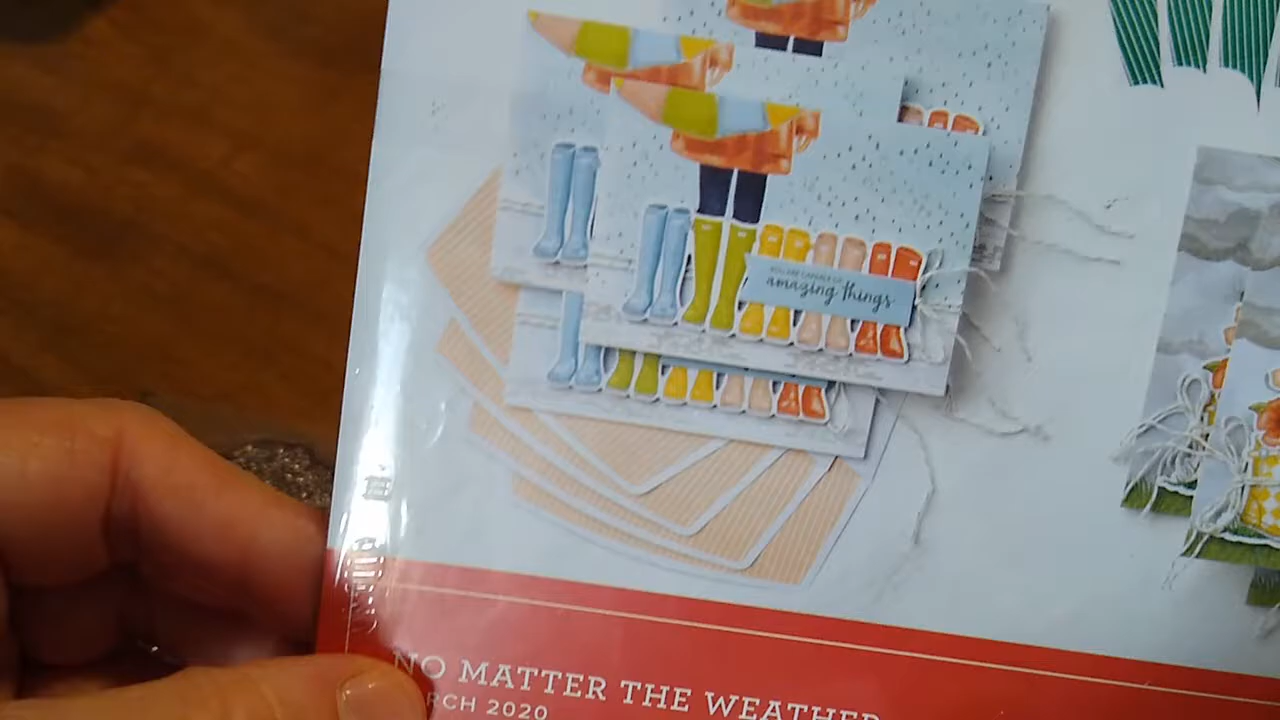 YOU ARE CAPABLE OF
amazing things
NO MATTER THE WEATHER
RCH 2020